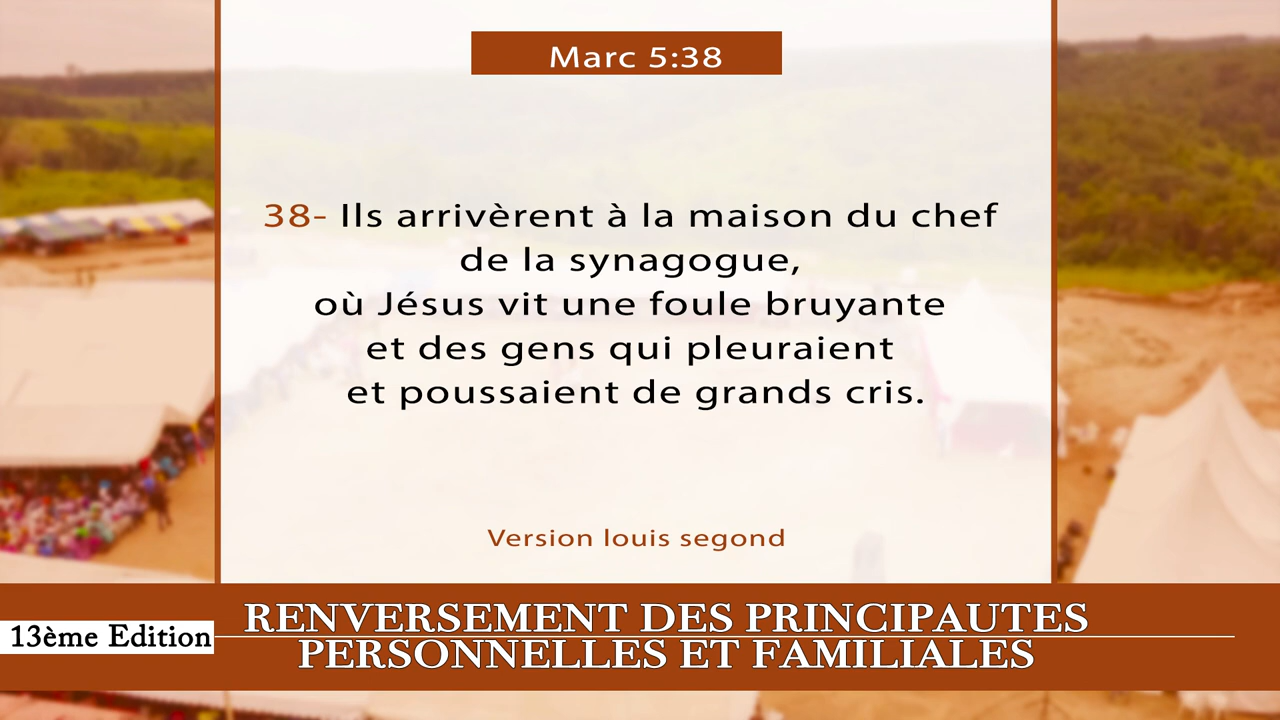 Marc 5:38
38- Ils arrivèrent à la maison du chef
de la synagogue,
où Jésus vit une foule bruyante
et des gens qui pleuraient
et poussaient de grands cris.
Version louis segond
13ème Edition
RENVERSEMENT DES PRINCIPAUTES
PERSONNELLES ET FAMILIALES